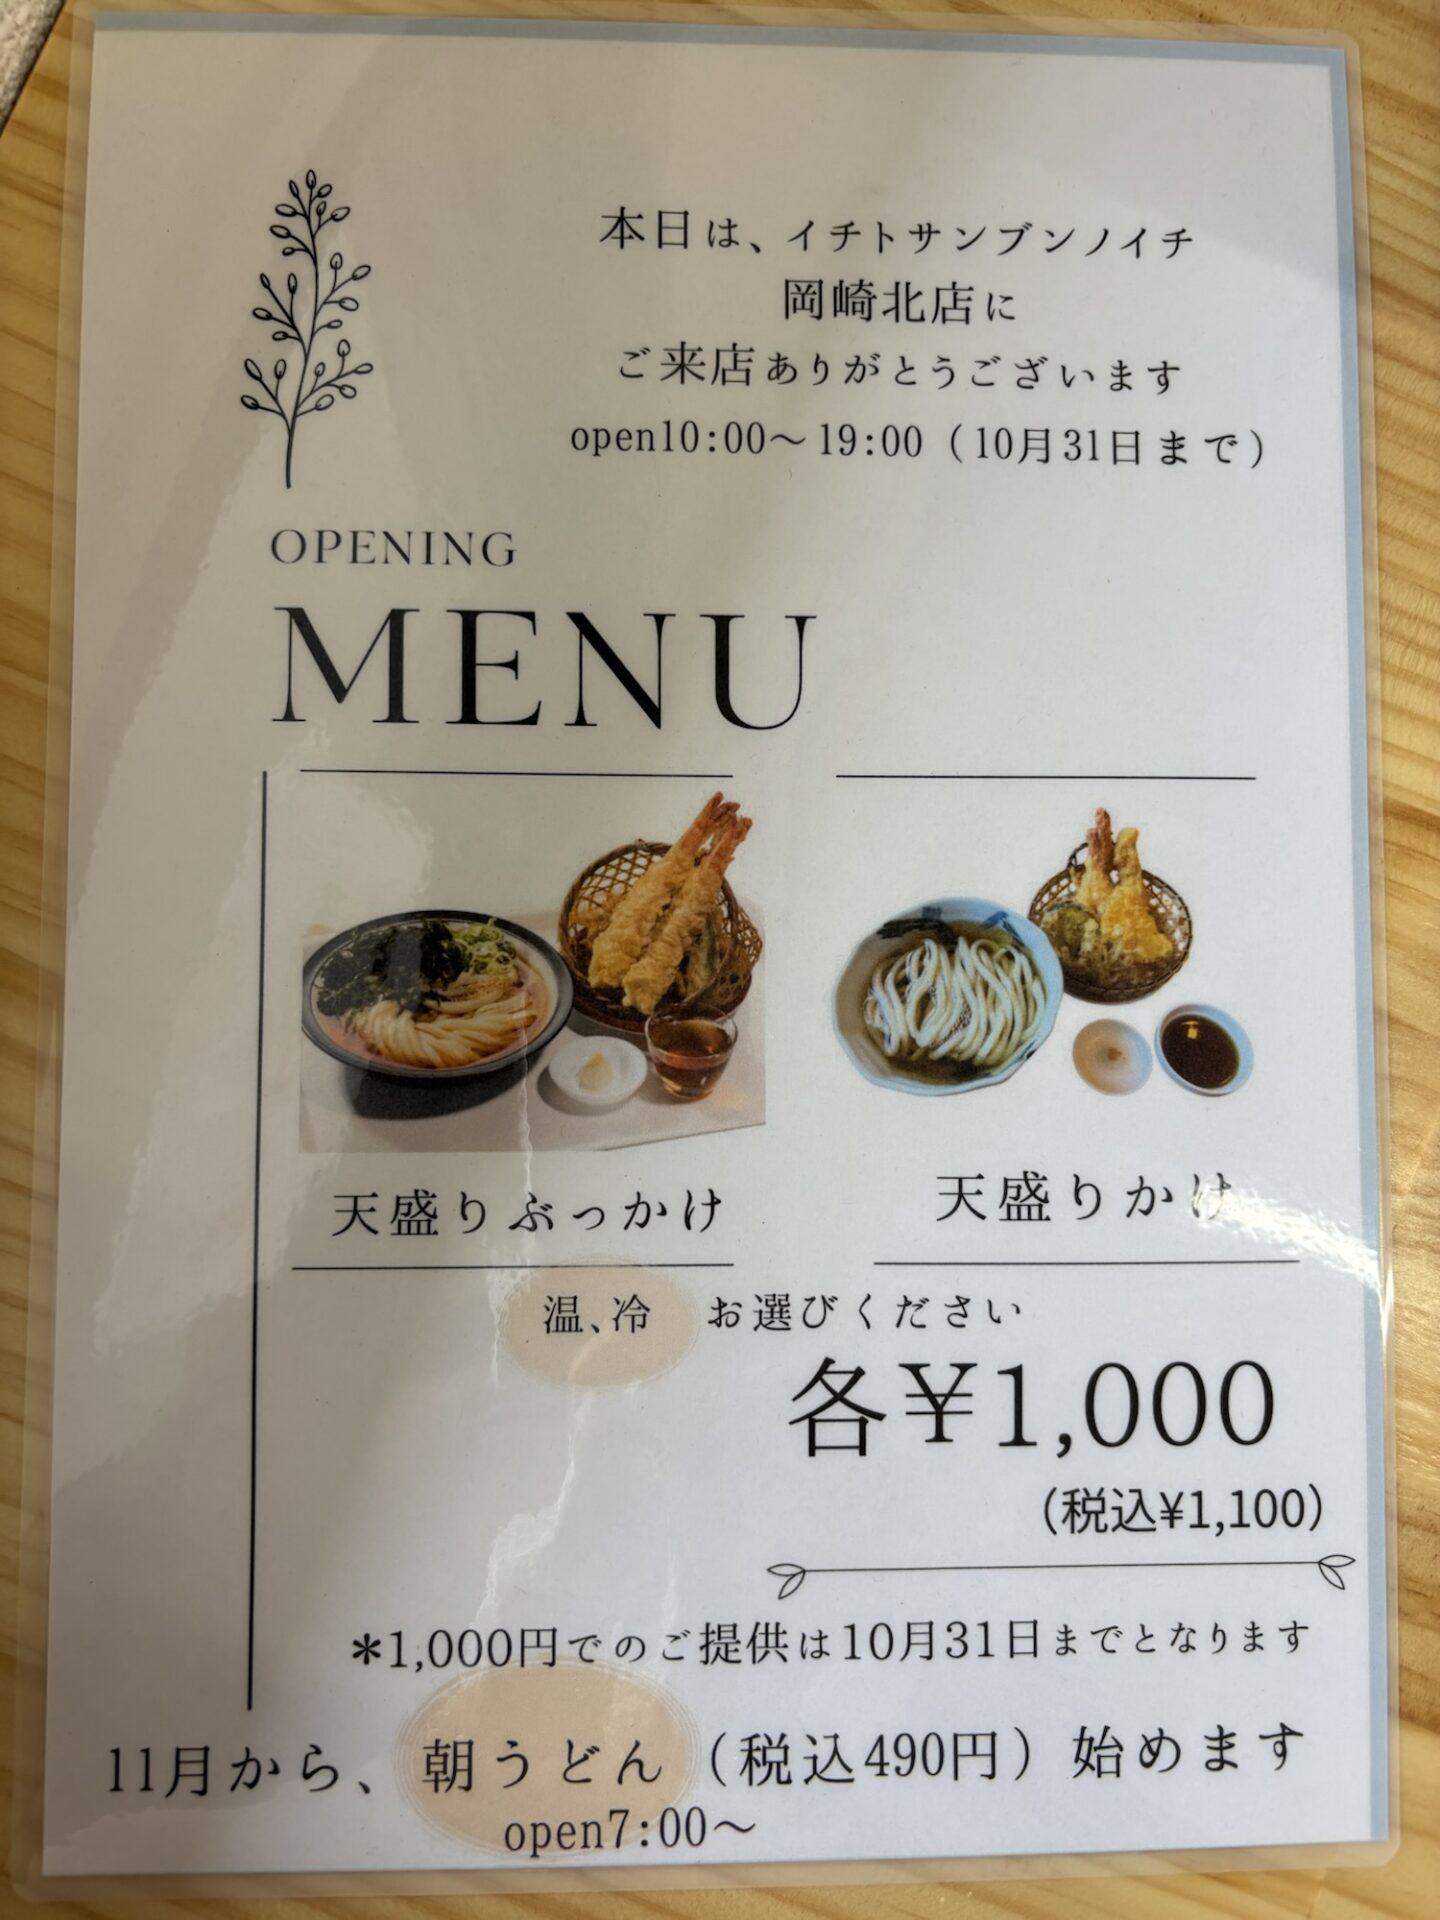 本日は、イチトサンブンノイチ
岡崎北店に
ご来店ありがとうございます
open10:00～19:00（10月31日まで）
OPENING
MENU
天盛りぶっかけ
天盛りかけ
温、冷 お選びください
各¥1,000
（税込¥1,100）
＊1,000円でのご提供は10月31日までとなります
11月から、朝うどん（税込490円）始めます
open7:00～